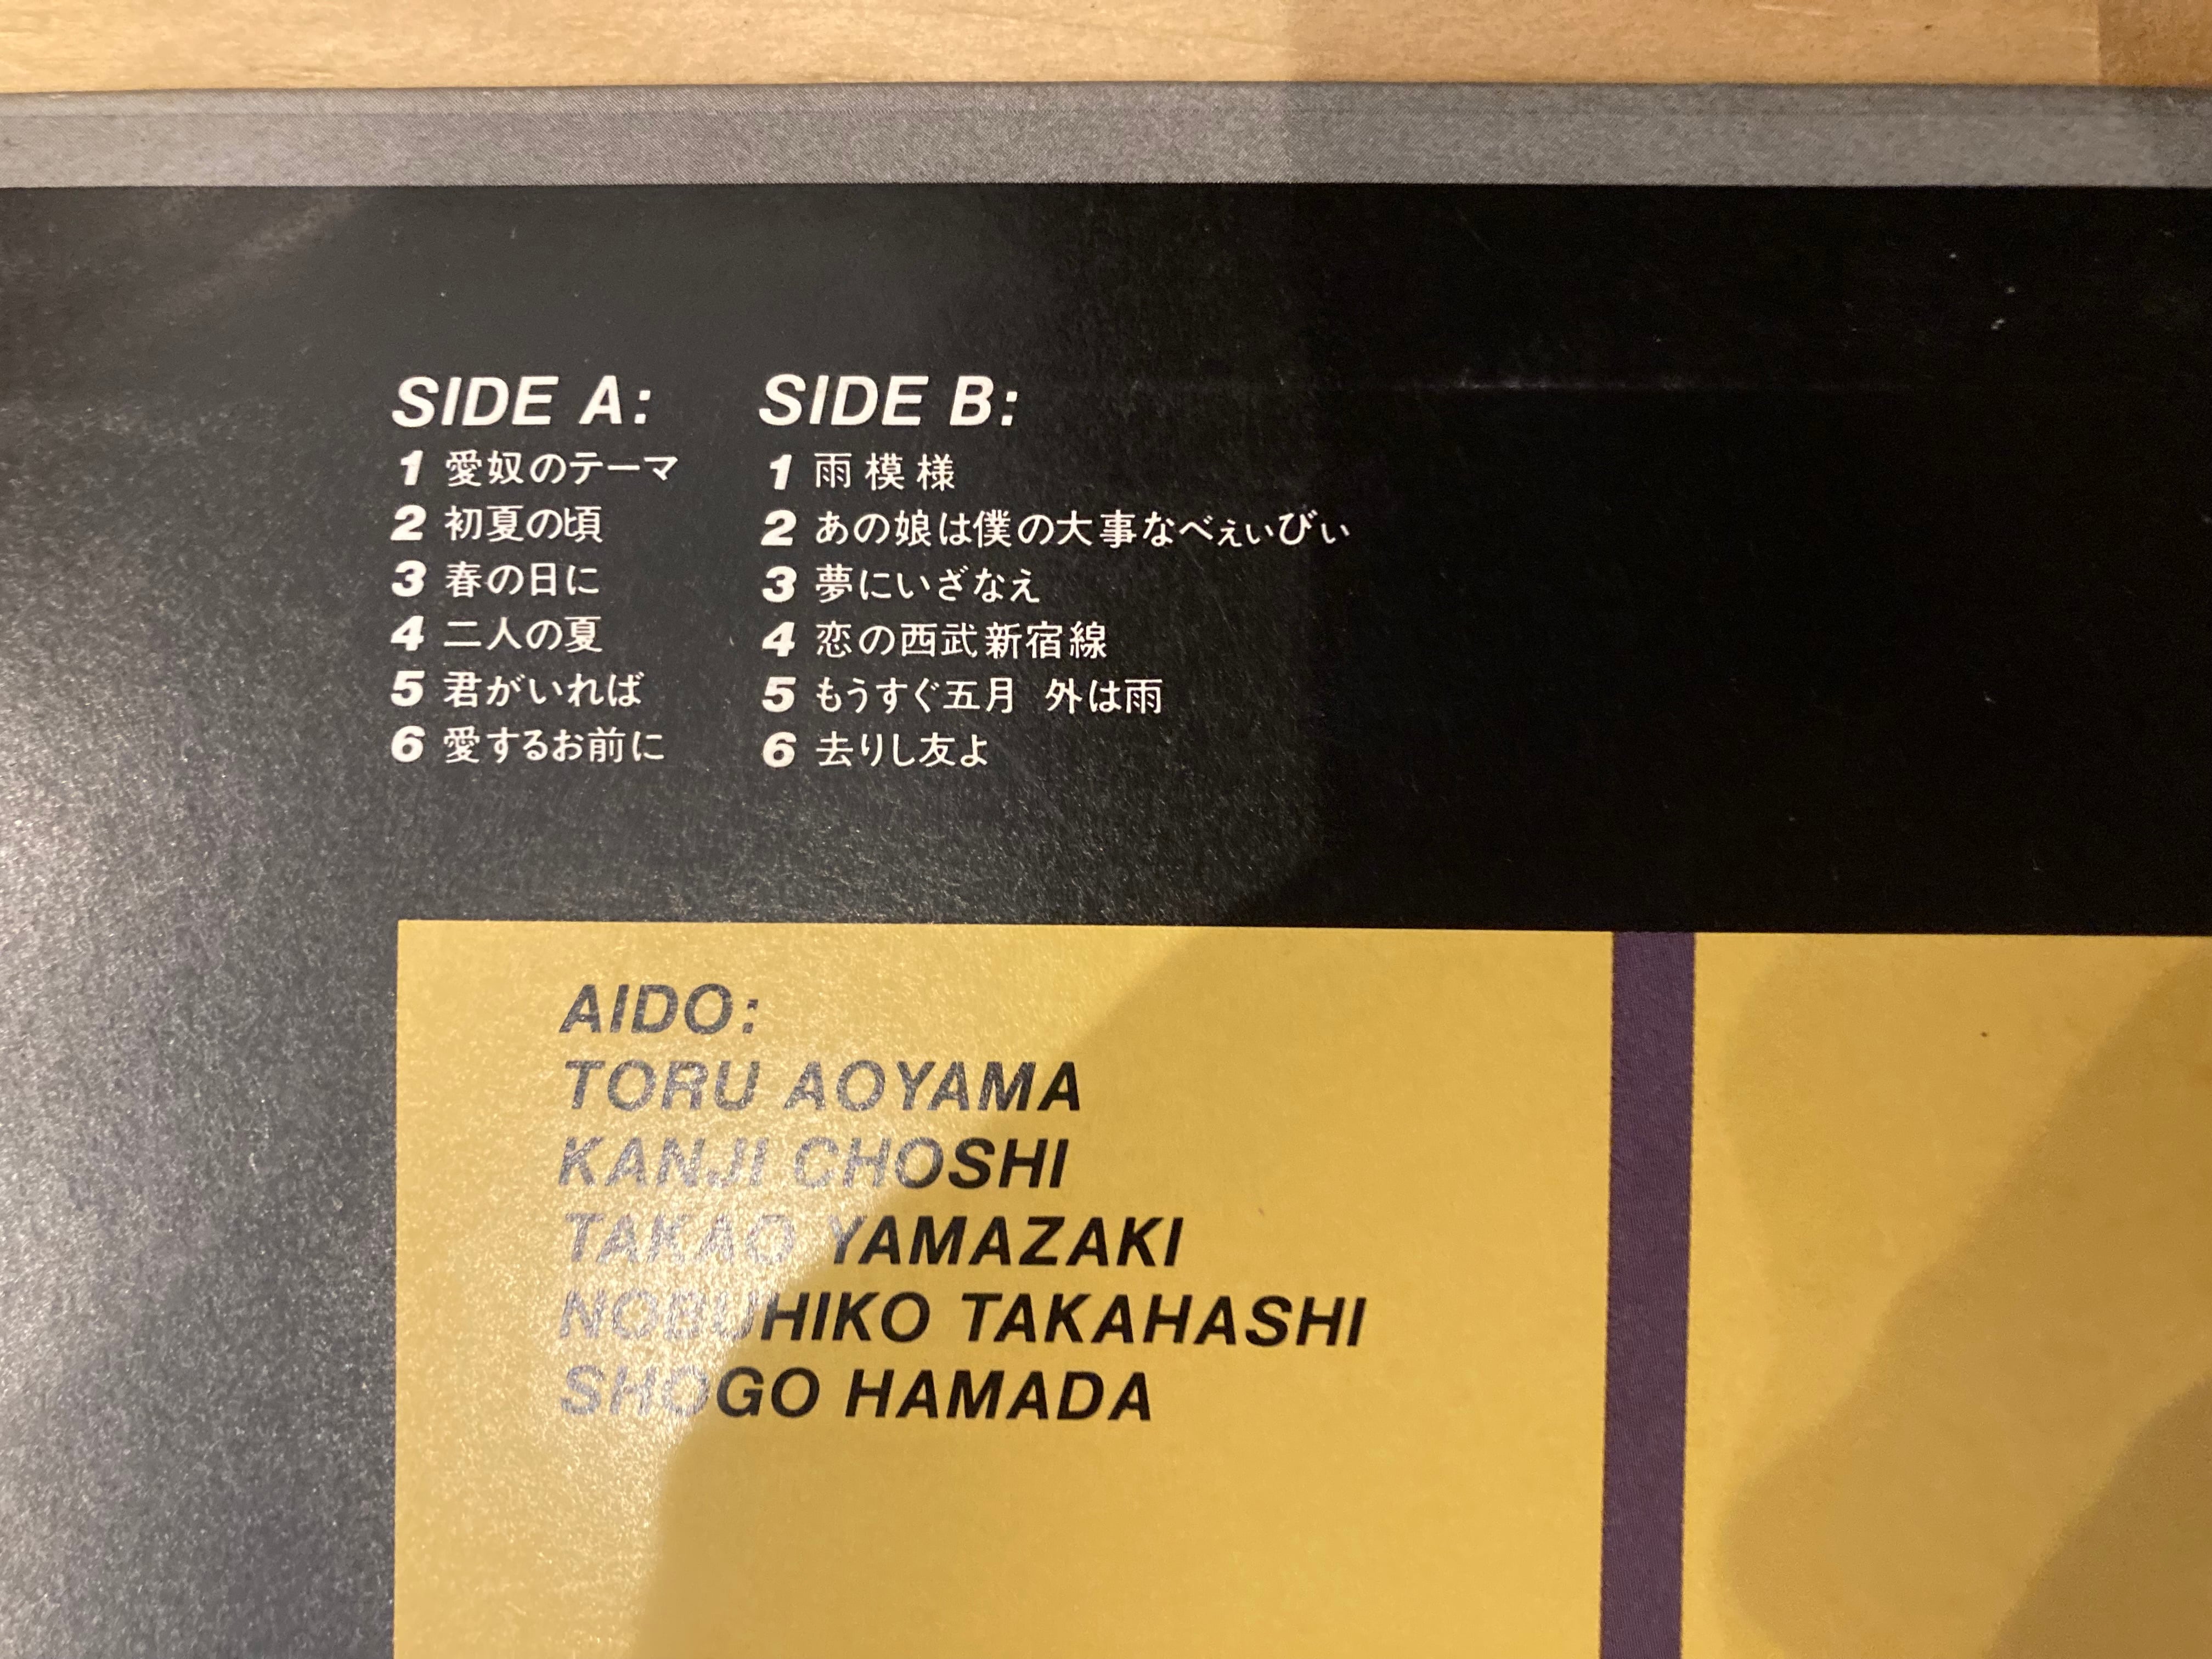 SIDE A:
1 愛奴のテーマ
2 初夏の頃
3 春の日に
4 二人の夏
5 君がいれば
6 愛するお前に
SIDE B:
1 雨模様
2 あの娘は僕の大事なべぇぃびぃ
3 夢にいざなえ
4 恋の西武新宿線
5 もうすぐ五月 外は雨
6 去りし友よ
AIDO:
TORU AOYAMA
KANJI CHOSHI
TAKAO YAMAZAKI
NOBUHIKO TAKAHASHI
SHOGO HAMADA